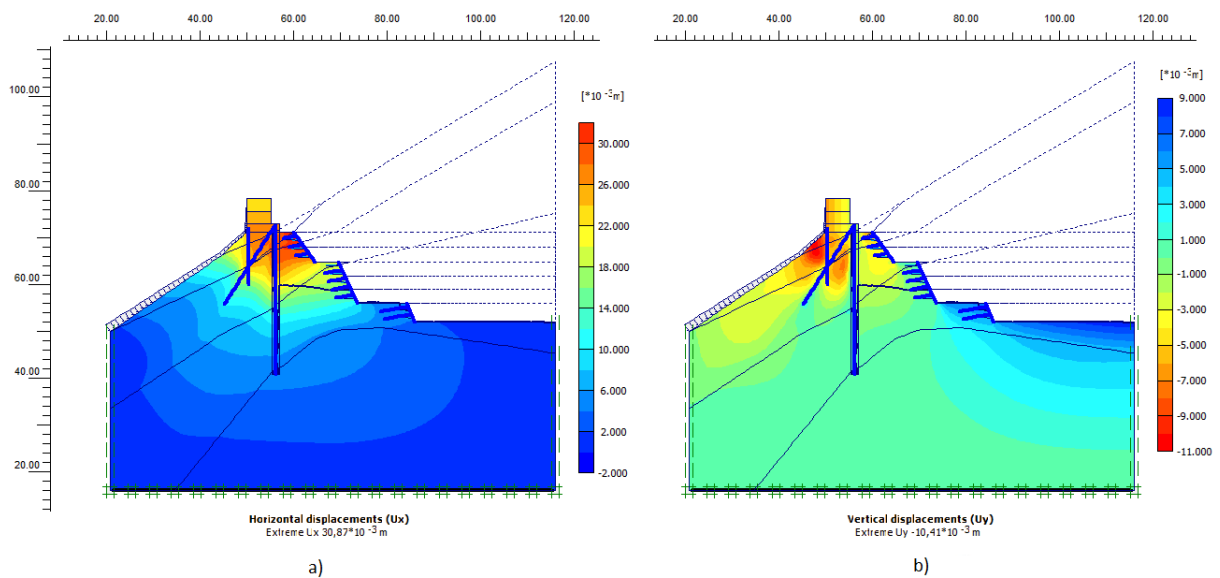 20.00 40.00 60.00 80.00 100.00 120.00
100.00
80.00
60.00
40.00
20.00
[*10 -3m]
30.000
26.000
22.000
18.000
14.000
10.000
6.000
2.000
-2.000
Horizontal displacements (Ux)
Extreme Ux 30,87*10 -3 m
a)
20.00 40.00 60.00 80.00 100.00 120.00
[*10 -3m]
9.000
7.000
5.000
3.000
1.000
-1.000
-3.000
-5.000
-7.000
-9.000
-11.000
Vertical displacements (Uy)
Extreme Uy -10,41*10 -3 m
b)